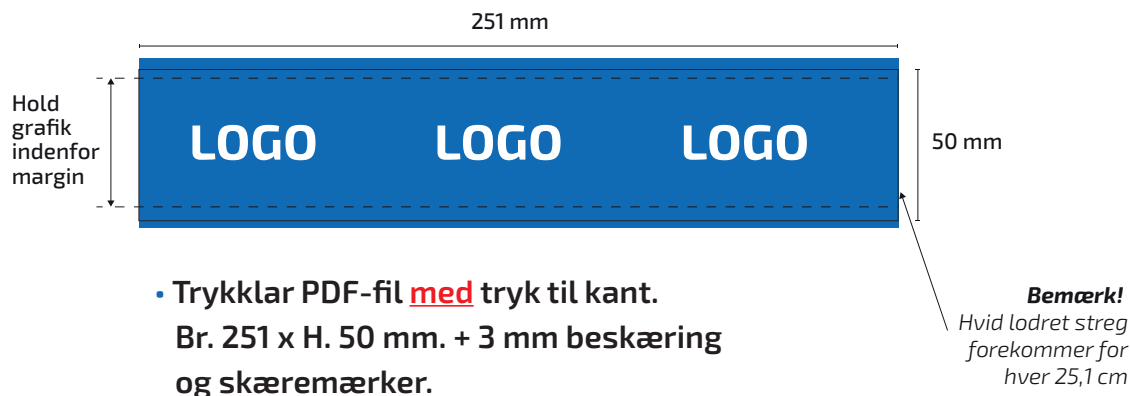 251 mm
Hold
grafik
indenfor
margin
LOGO LOGO LOGO
50 mm
• Trykklar PDF-fil med tryk til kant.
Br. 251 x H. 50 mm. + 3 mm beskæring
og skæremærker.
Bemærk!
Hvid lodret streg
forekommer for
hver 25,1 cm